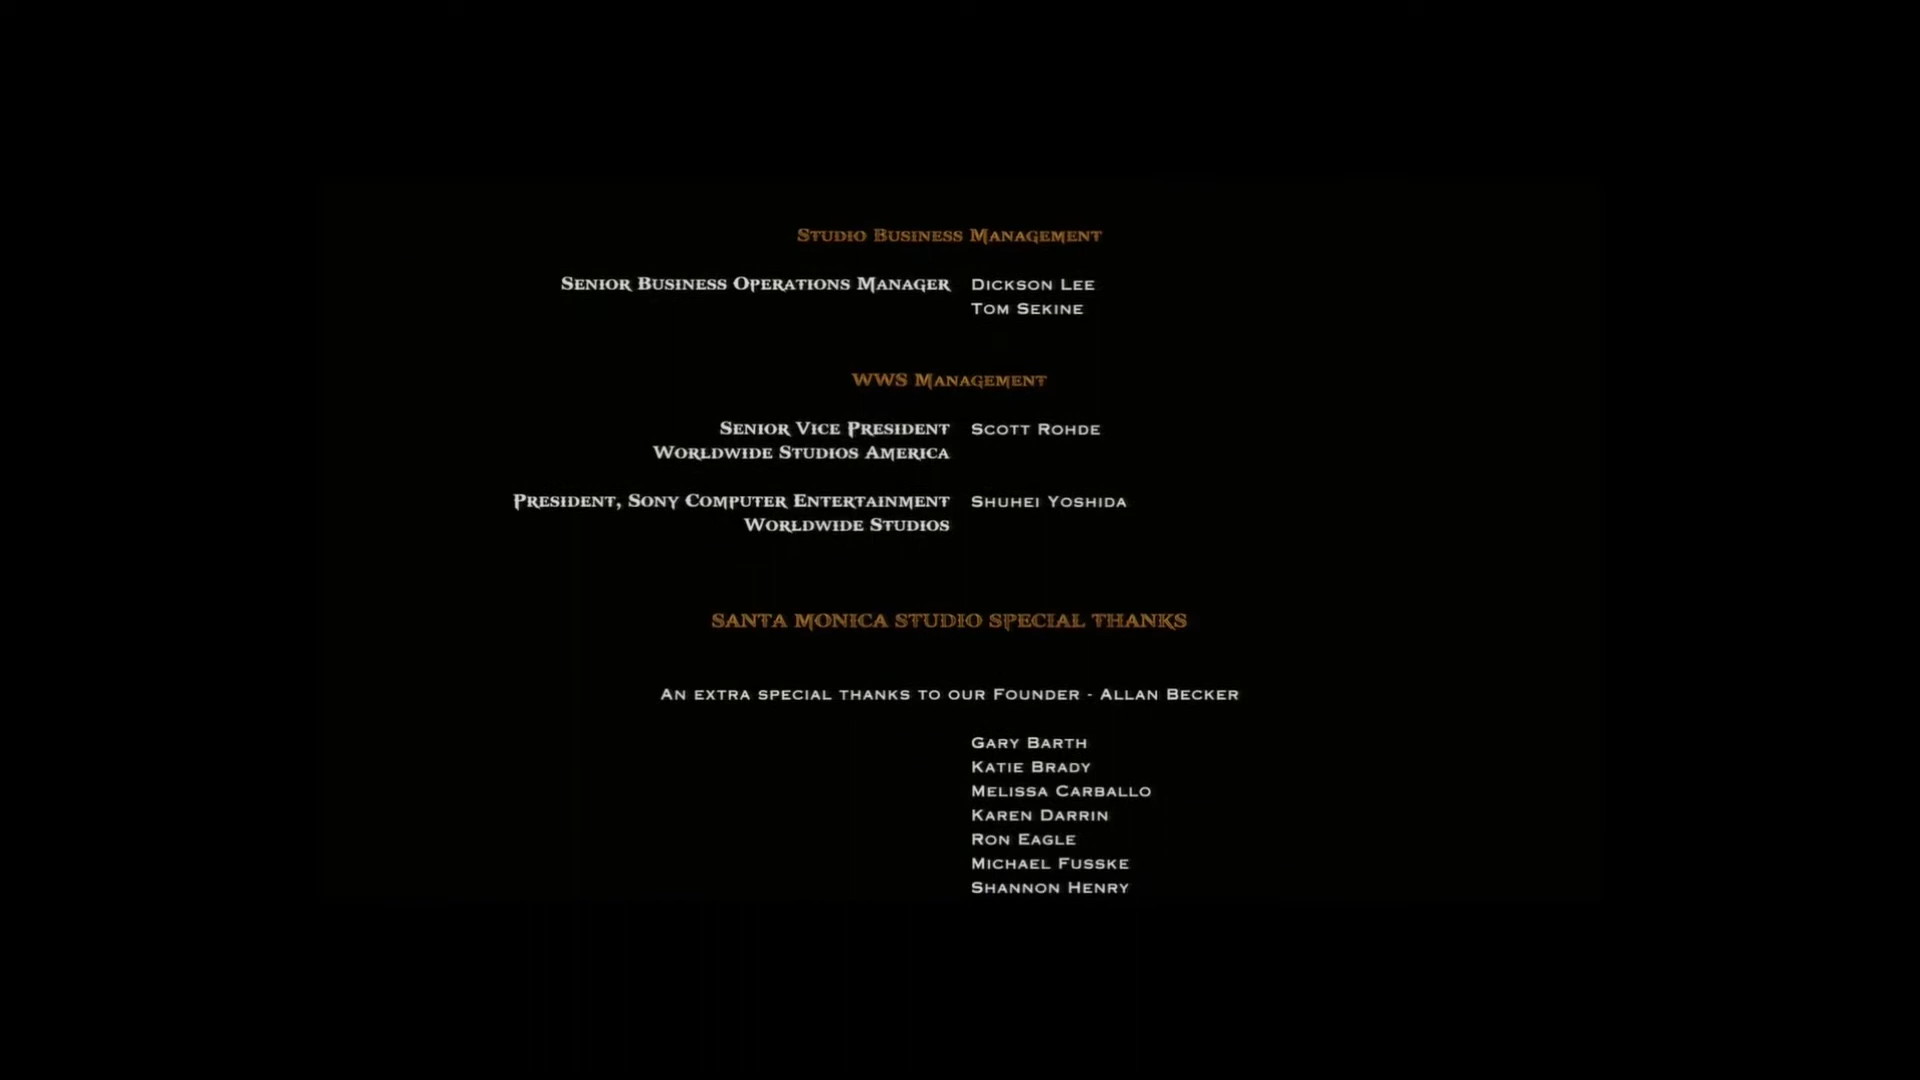 Studio Business Management
Senior Business Operations Manager Dickson Lee
Tom Sekine
WWS Management
Senior Vice President Scott Rohde
Worldwide Studios America
President, Sony Computer Entertainment Shuhei Yoshida
Worldwide Studios
SANTA MONICA STUDIO SPECIAL THANKS
An extra special thanks to our Founder - Allan Becker
Gary Barth
Katie Brady
Melissa Carballo
Karen Darrin
Ron Eagle
Michael Fusske
Shannon Henry